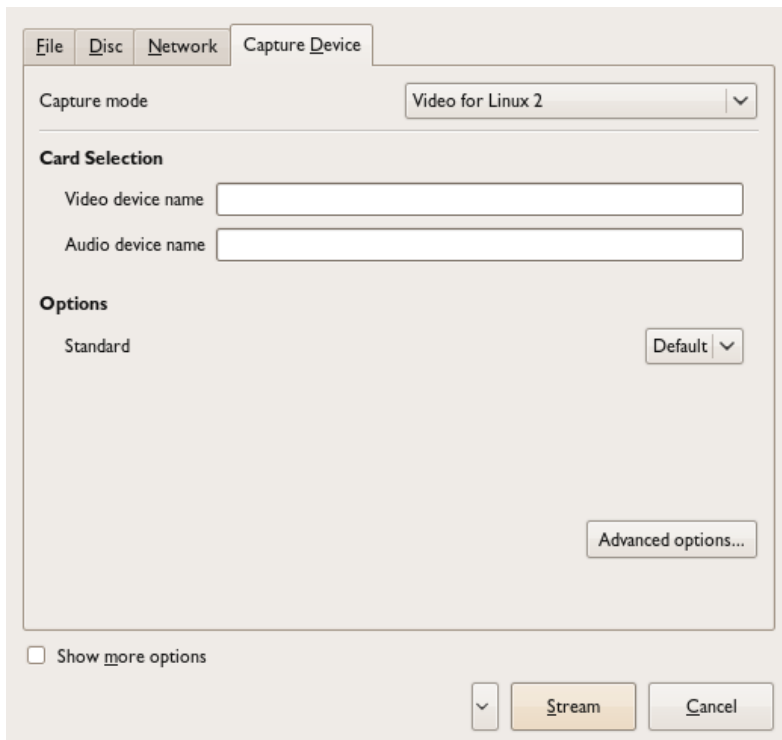 File Disc Network Capture Device
Capture mode Video for Linux 2
Card Selection
Video device name
Audio device name
Options
Standard Default
Advanced options...
Show more options
Stream Cancel